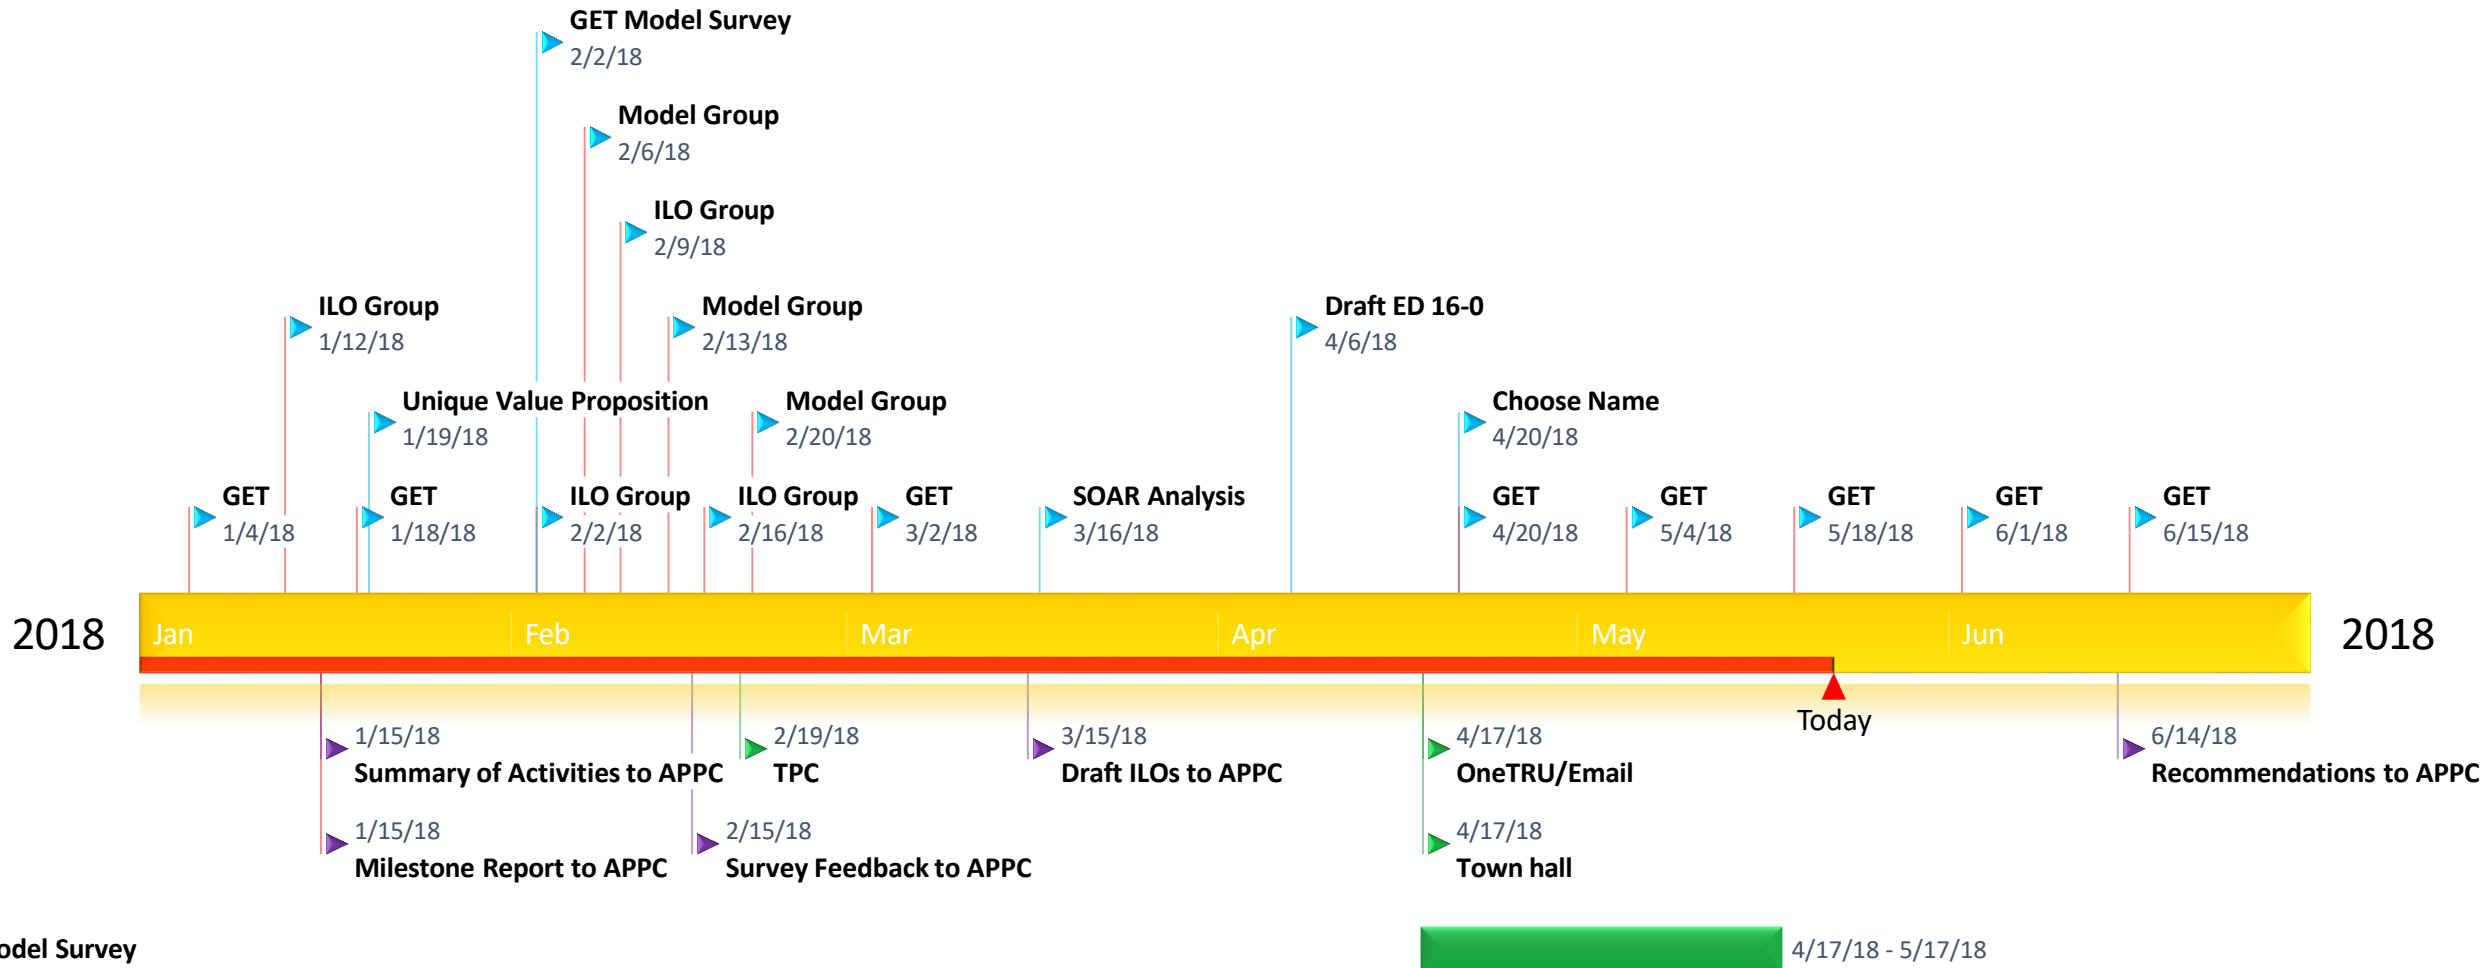 GET Model Survey
2/2/18
Model Group
2/6/18
ILO Group
2/9/18
ILO Group
1/12/18
Model Group
2/13/18
Draft ED 16-0
4/6/18
Unique Value Proposition
1/19/18
Model Group
2/20/18
Choose Name
4/20/18
GET
1/4/18
GET
1/18/18
ILO Group
2/2/18
ILO Group
2/16/18
GET
3/2/18
SOAR Analysis
3/16/18
GET
4/20/18
GET
5/4/18
GET
5/18/18
GET
6/1/18
GET
6/15/18
2018
Jan
Feb
Mar
Apr
May
Jun
2018
Today
1/15/18
Summary of Activities to APPC
2/19/18
TPC
3/15/18
Draft ILOs to APPC
4/17/18
OneTRU/Email
6/14/18
Recommendations to APPC
1/15/18
Milestone Report to APPC
2/15/18
Survey Feedback to APPC
4/17/18
Town hall
odel Survey
4/17/18 - 5/17/18